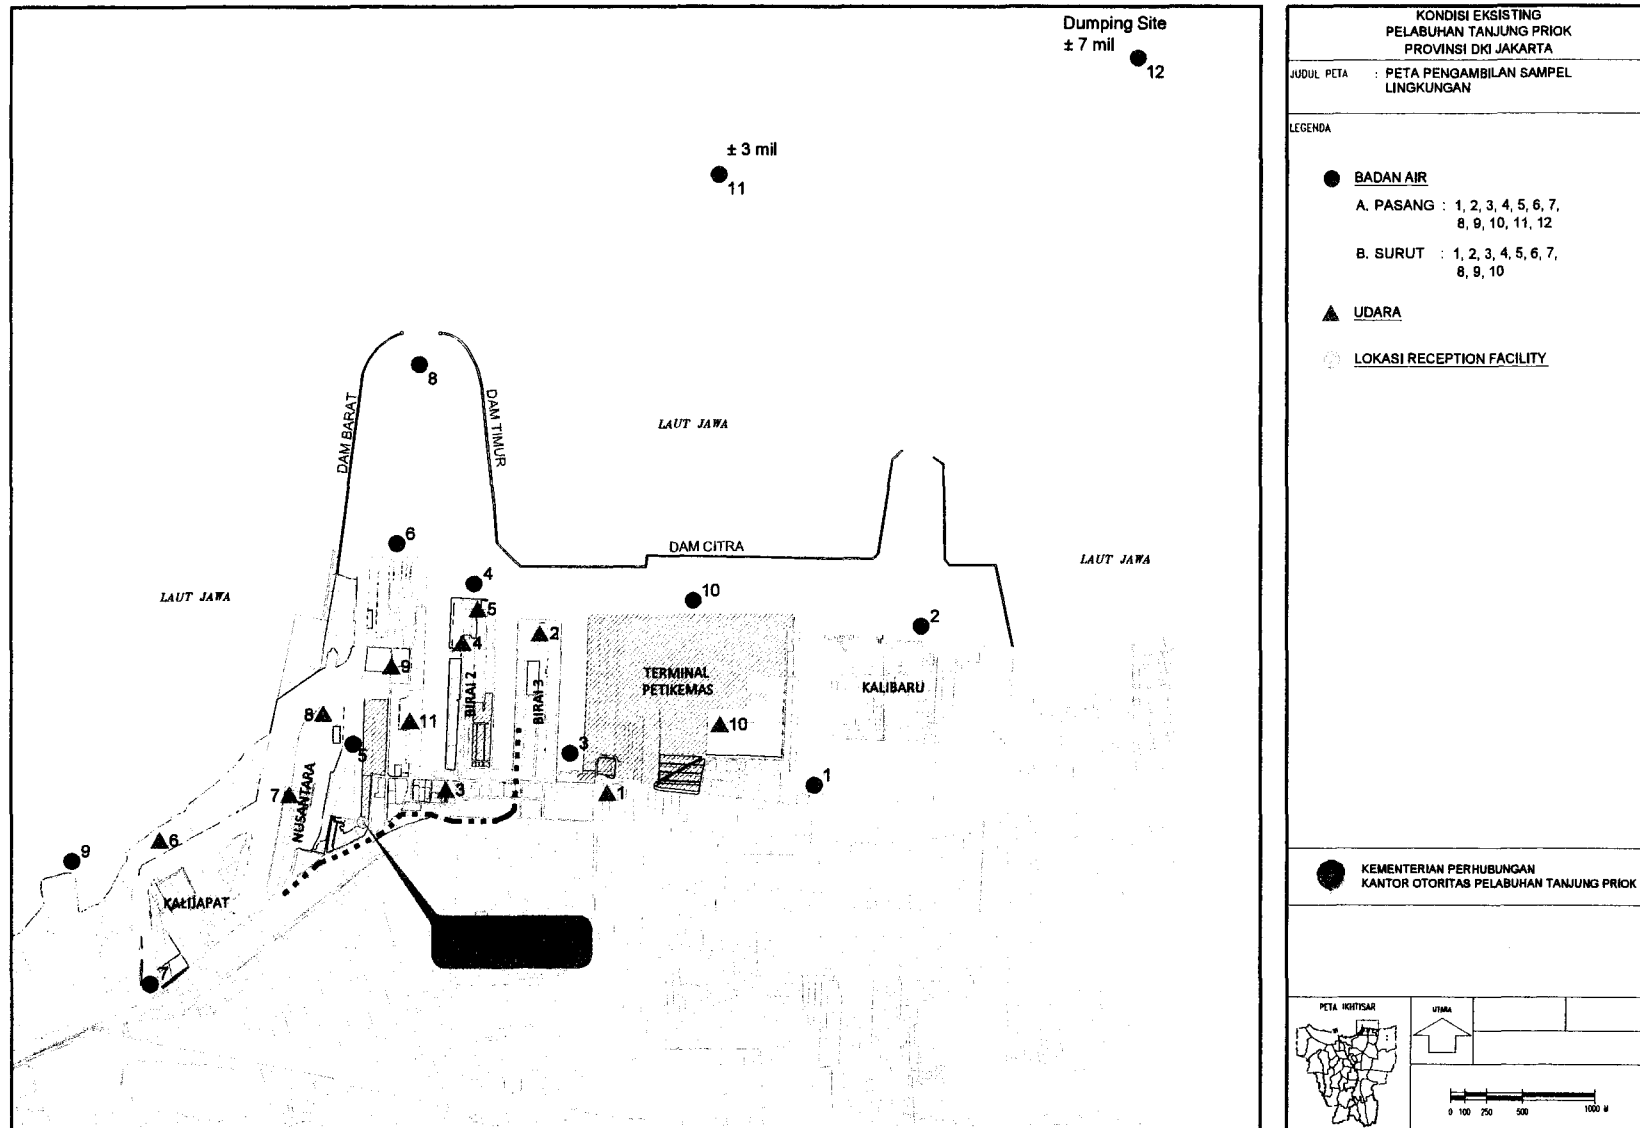 Dumping Site
± 7 mil
12
± 3 mil
11
8
DAM BARAT
DAM TIMUR
LAUT JAWA
6
DAM CITRA
LAUT JAWA
4
10
LAUT JAWA
5
2
2
4
9
TERMINAL
PETIKEMAS
BIRAI 2
BIRAI 3
KALIBARU
8
11
10
5
3
1
7
3
1
NUSANTARA
6
9
KALIJAPAT
7
KONDISI EKSISTING
PELABUHAN TANJUNG PRIOK
PROVINSI DKI JAKARTA
JUDUL PETA : PETA PENGAMBILAN SAMPEL
LINGKUNGAN
LEGENDA
BADAN AIR
A. PASANG : 1, 2, 3, 4, 5, 6, 7,
8, 9, 10, 11, 12
B. SURUT : 1, 2, 3, 4, 5, 6, 7,
8, 9, 10
UDARA
LOKASI RECEPTION FACILITY
KEMENTERIAN PERHUBUNGAN
KANTOR OTORITAS PELABUHAN TANJUNG PRIOK
PETA IKHTISAR
UTARA
0 100 250 500 1000 M